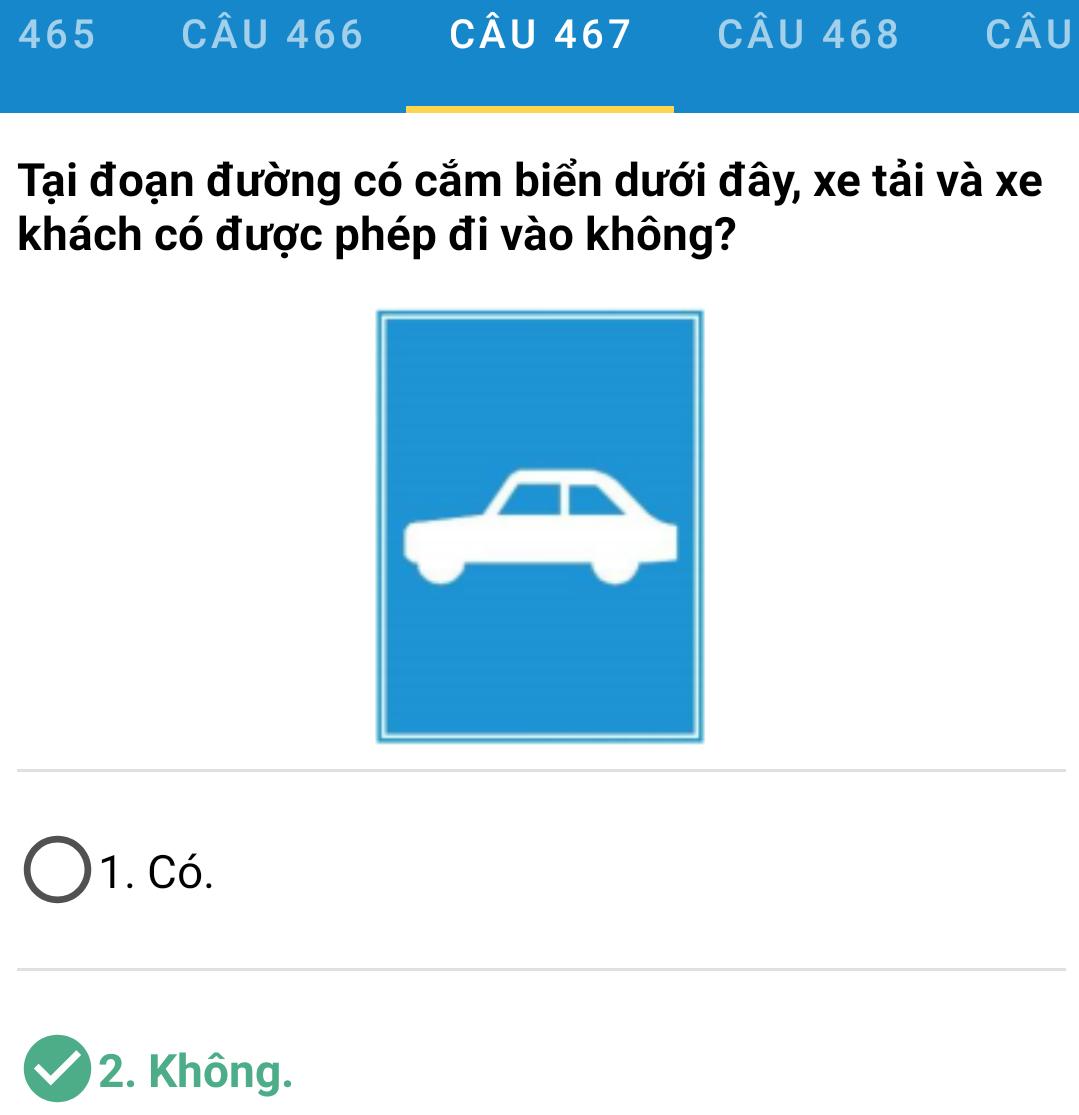 465 CÂU 466 CÂU 467 CÂU 468 CÂU
Tại đoạn đường có cắm biển dưới đây, xe tải và xe
khách có được phép đi vào không?
1. Có.
2. Không.